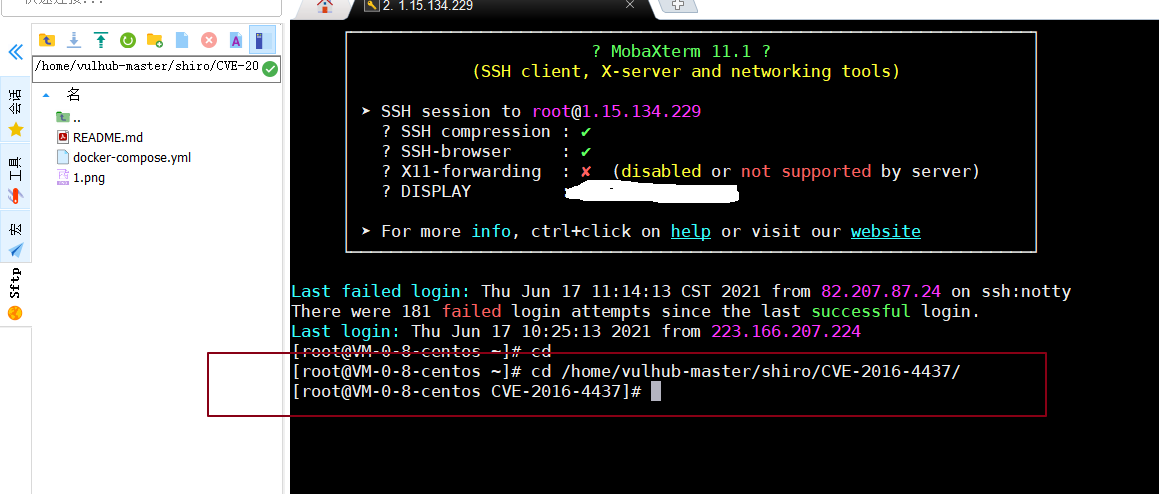 2. 1.15.134.229
/home/vulhub-master/shiro/CVE-20
名
..
README.md
docker-compose.yml
1.png
会话
工具
宏
Sftp
? MobaXterm 11.1 ?
(SSH client, X-server and networking tools)
➤ SSH session to root@1.15.134.229
? SSH compression : ✔
? SSH-browser : ✔
? X11-forwarding : ✘ (disabled or not supported by server)
? DISPLAY
➤ For more info, ctrl+click on help or visit our website
Last failed login: Thu Jun 17 11:14:13 CST 2021 from 82.207.87.24 on ssh:notty
There were 181 failed login attempts since the last successful login.
Last login: Thu Jun 17 10:25:13 2021 from 223.166.207.224
[root@VM-0-8-centos ~]# cd
[root@VM-0-8-centos ~]# cd /home/vulhub-master/shiro/CVE-2016-4437/
[root@VM-0-8-centos CVE-2016-4437]#